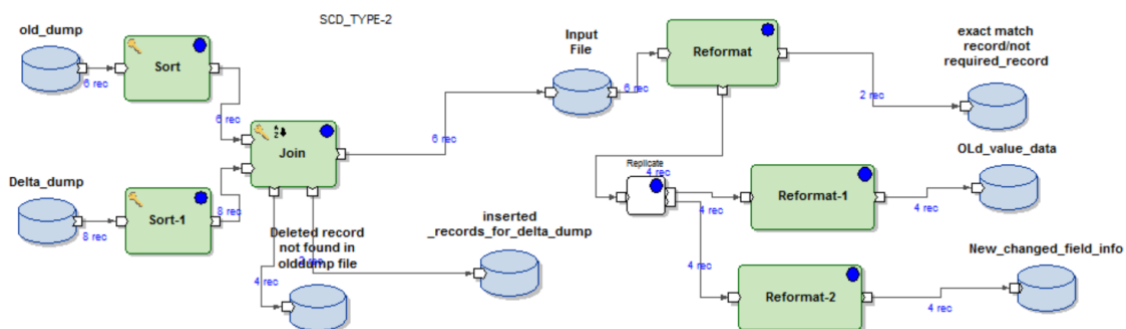 SCD_TYPE-2
old_dump
Sort
6 rec
6 rec
Join
Delta_dump
Sort-1
8 rec
8 rec
6 rec
Input
File
6 rec
Reformat
2 rec
exact match
record/not
required_record
Replicate
4 rec
4 rec
4 rec
Reformat-1
4 rec
OLd_value_data
Reformat-2
4 rec
New_changed_field_info
Deleted record
not found in
olddump file
4 rec
rec
inserted
_records_for_delta_dump